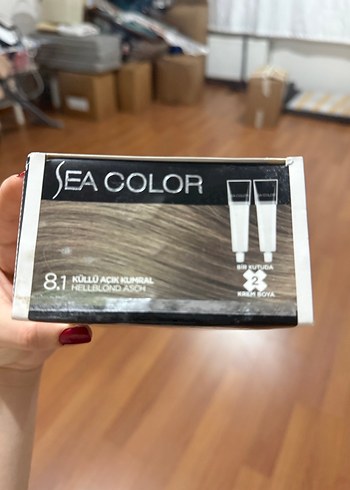 SEA COLOR
8.1 KÜLLÜ AÇIK KUMRAL
HELLBLOND ASCH
BİR KUTUDA
2
KREM BOYA